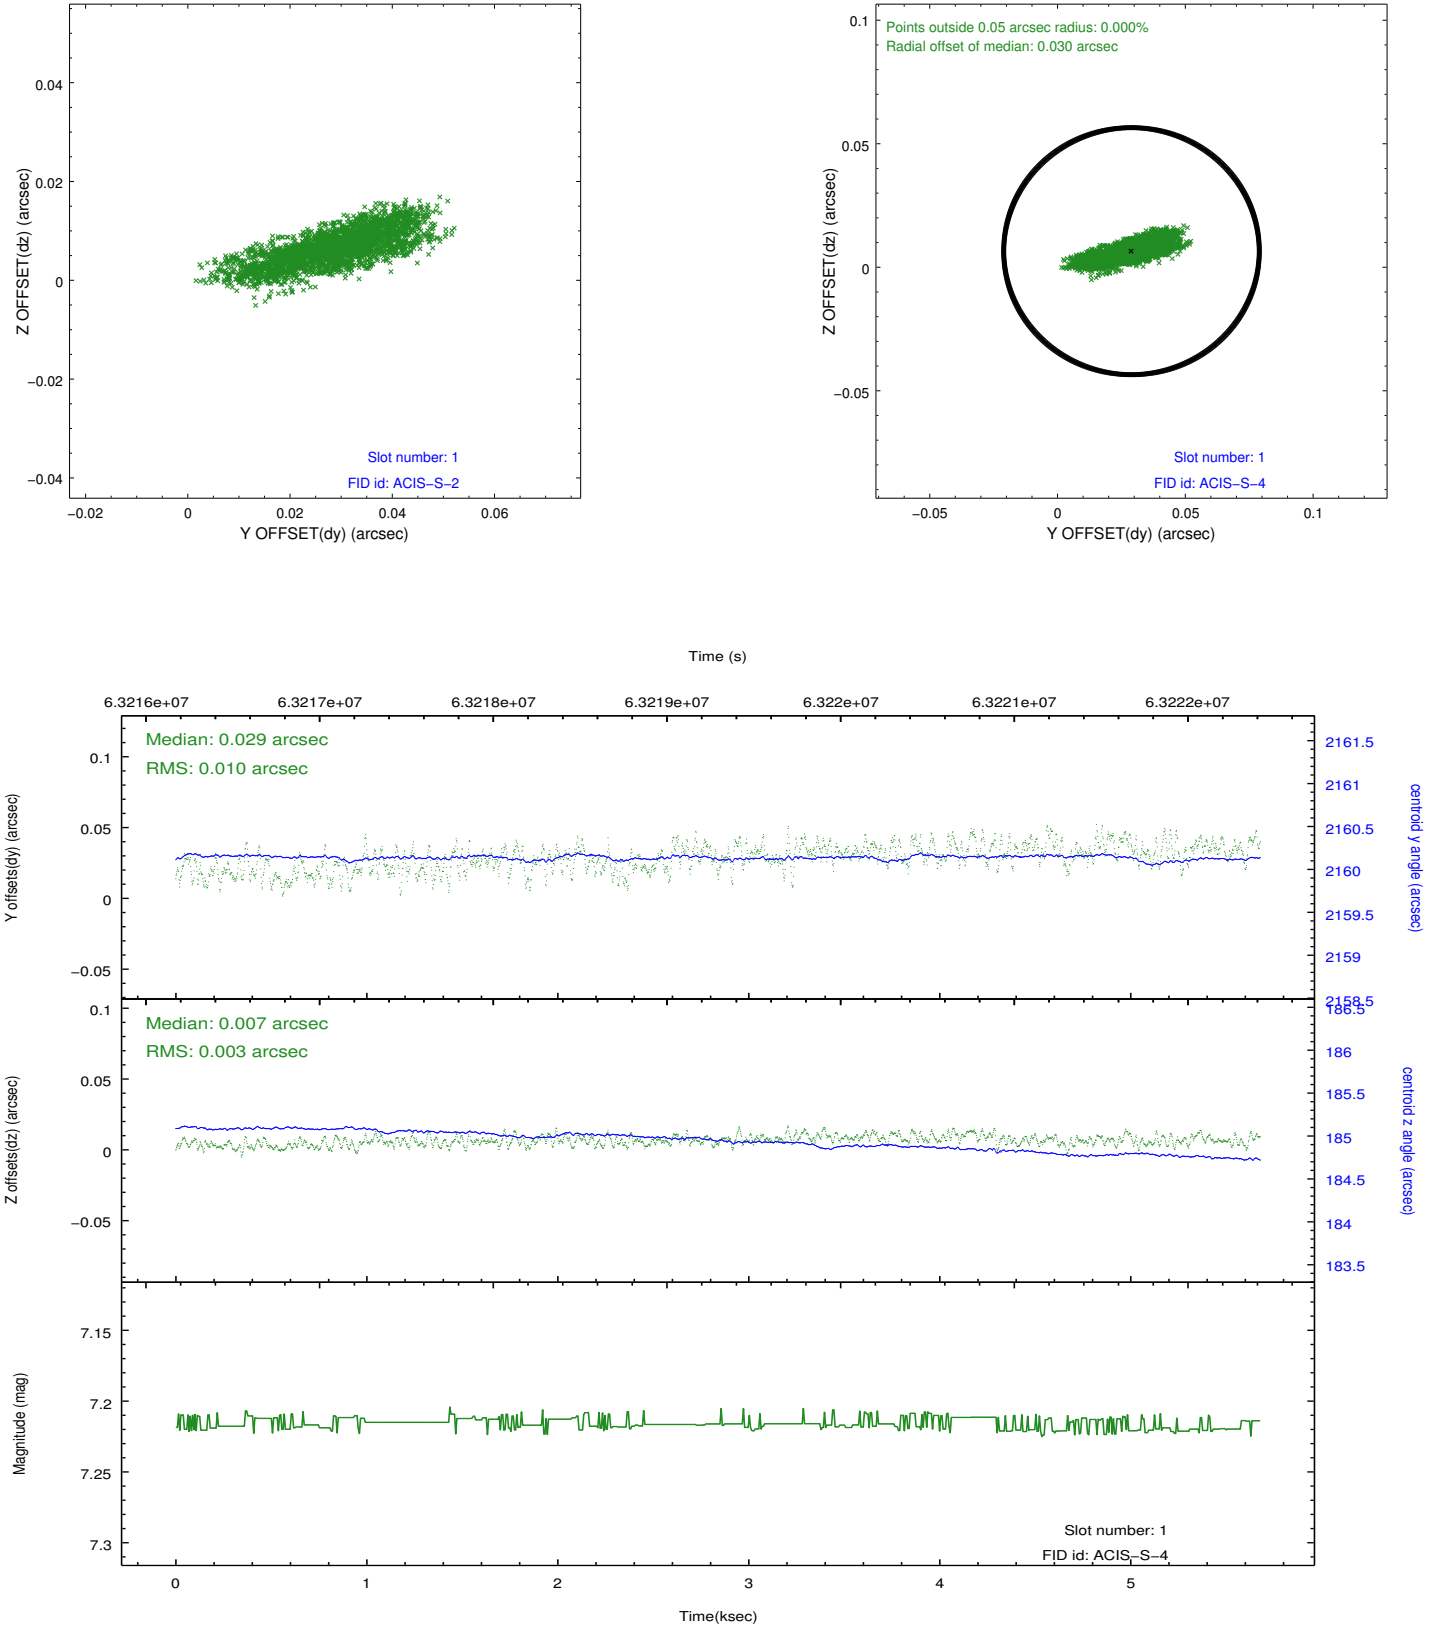 0.04
0.02
0
−0.02
−0.04
Z OFFSET(dz) (arcsec)
Slot number: 1
FID id: ACIS−S−2
−0.02 0 0.02 0.04 0.06
Y OFFSET(dy) (arcsec)
Points outside 0.05 arcsec radius: 0.000%
Radial offset of median: 0.030 arcsec
0.1
0.05
0
−0.05
Z OFFSET(dz) (arcsec)
Slot number: 1
FID id: ACIS−S−4
−0.05 0 0.05 0.1
Y OFFSET(dy) (arcsec)
Time (s)
6.3216e+07 6.3217e+07 6.3218e+07 6.3219e+07 6.322e+07 6.3221e+07 6.3222e+07
Median: 0.029 arcsec
RMS: 0.010 arcsec
0.1
0.05
0
−0.05
Y offsets(dy) (arcsec)
2161.5
2161
2160.5
2160
2159.5
2159
2158.5
centroid y angle (arcsec)
Median: 0.007 arcsec
RMS: 0.003 arcsec
0.1
0.05
0
−0.05
Z offsets(dz) (arcsec)
186.5
186
185.5
185
184.5
184
183.5
centroid z angle (arcsec)
7.15
7.2
7.25
7.3
Magnitude (mag)
Slot number: 1
FID id: ACIS−S−4
0 1 2 3 4 5
Time(ksec)